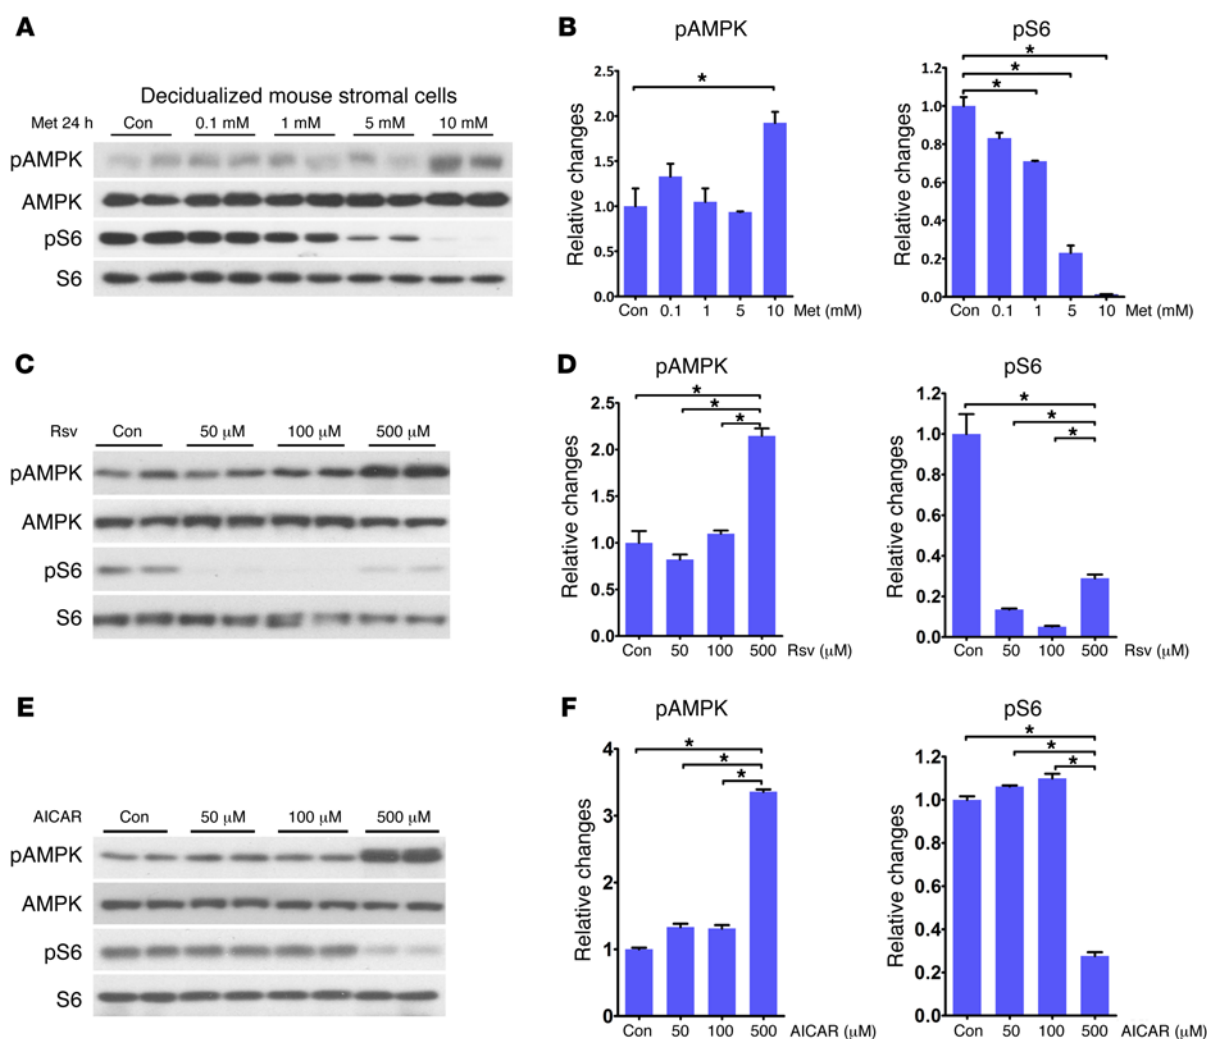 A
Decidualized mouse stromal cells
Met 24 h Con 0.1 mM 1 mM 5 mM 10 mM
pAMPK
AMPK
pS6
S6
B
pAMPK
Relative changes
2.5
2.0
1.5
1.0
0.5
0.0
*
Con 0.1 1 5 10 Met (mM)
pS6
Relative changes
1.2
1.0
0.8
0.6
0.4
0.2
0.0
*
*
*
Con 0.1 1 5 10 Met (mM)
C
Rsv Con 50 μM 100 μM 500 μM
pAMPK
AMPK
pS6
S6
D
pAMPK
Relative changes
2.5
2.0
1.5
1.0
0.5
0.0
*
*
*
Con 50 100 500 Rsv (μM)
pS6
Relative changes
1.2
1.0
0.8
0.6
0.4
0.2
0.0
*
*
*
Con 50 100 500 Rsv (μM)
E
AICAR Con 50 μM 100 μM 500 μM
pAMPK
AMPK
pS6
S6
F
pAMPK
Relative changes
4
3
2
1
0
*
*
*
Con 50 100 500 AICAR (μM)
pS6
Relative changes
1.2
1.0
0.8
0.6
0.4
0.2
0.0
*
*
*
Con 50 100 500 AICAR (μM)